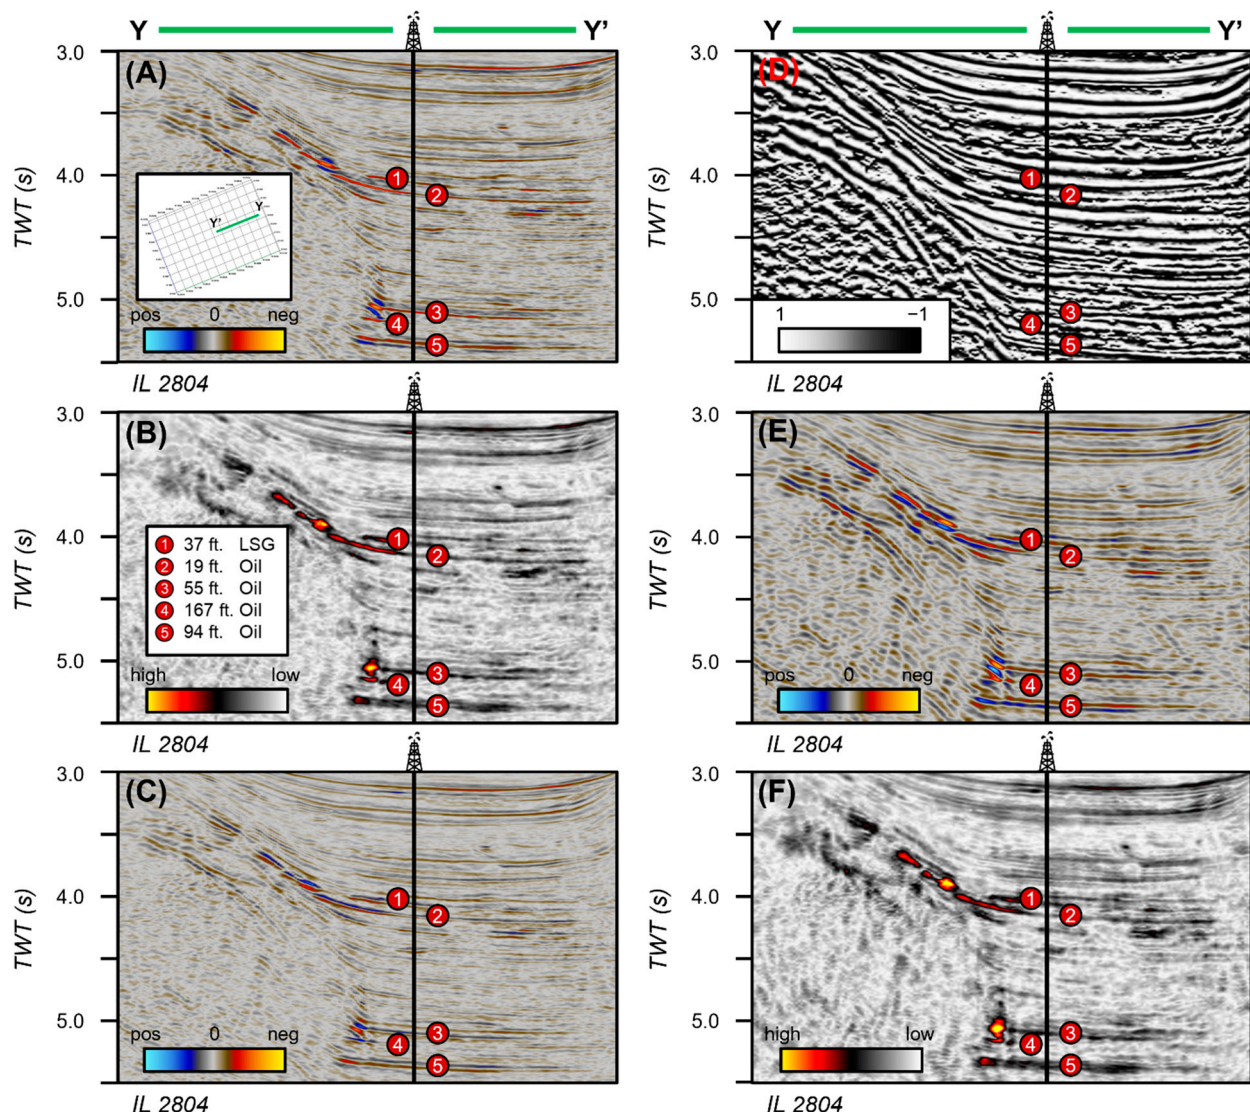 Y Y' Y Y'
3.0 (A)
4.0
5.0
TWT (s)
1
2
3
4
5
Y' Y
pos 0 neg
IL 2804
3.0 (D)
4.0
5.0
TWT (s)
1
2
3
4
5
1 −1
IL 2804
3.0 (B)
4.0
5.0
TWT (s)
1
2
3
4
5
1 37 ft. LSG
2 19 ft. Oil
3 55 ft. Oil
4 167 ft. Oil
5 94 ft. Oil
high low
IL 2804
3.0 (E)
4.0
5.0
TWT (s)
1
2
3
4
5
pos 0 neg
IL 2804
3.0 (C)
4.0
5.0
TWT (s)
1
2
3
4
5
pos 0 neg
IL 2804
3.0 (F)
4.0
5.0
TWT (s)
1
2
3
4
5
high low
IL 2804